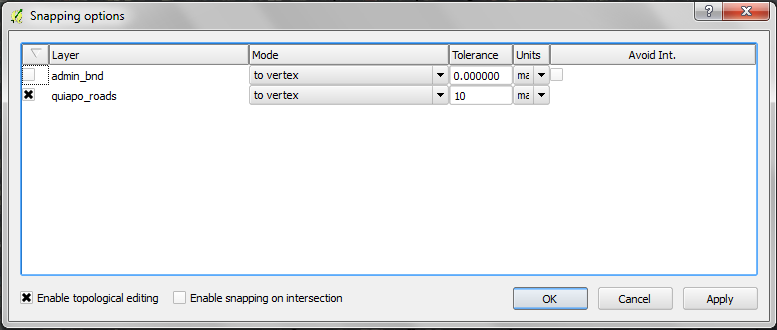 Snapping options
?
Layer Mode Tolerance Units Avoid Int.
admin_bnd to vertex 0.000000 ma
quiapo_roads to vertex 10 ma
Enable topological editing Enable snapping on intersection OK Cancel Apply